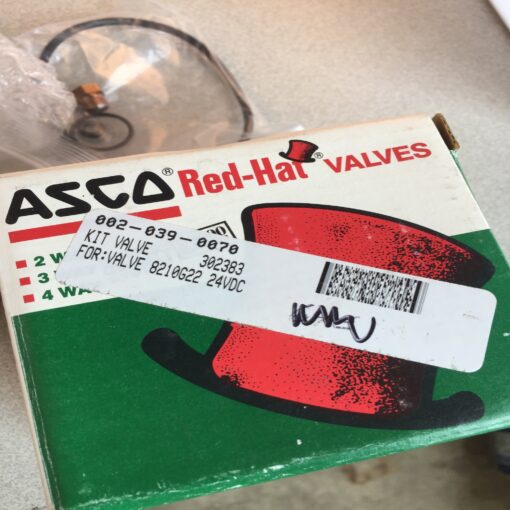 ASCO® Red-Hat® VALVES
002-039-0070
KIT VALVE 302383
FOR:VALVE 8210G22 24VDC
2 W
3
4 WA